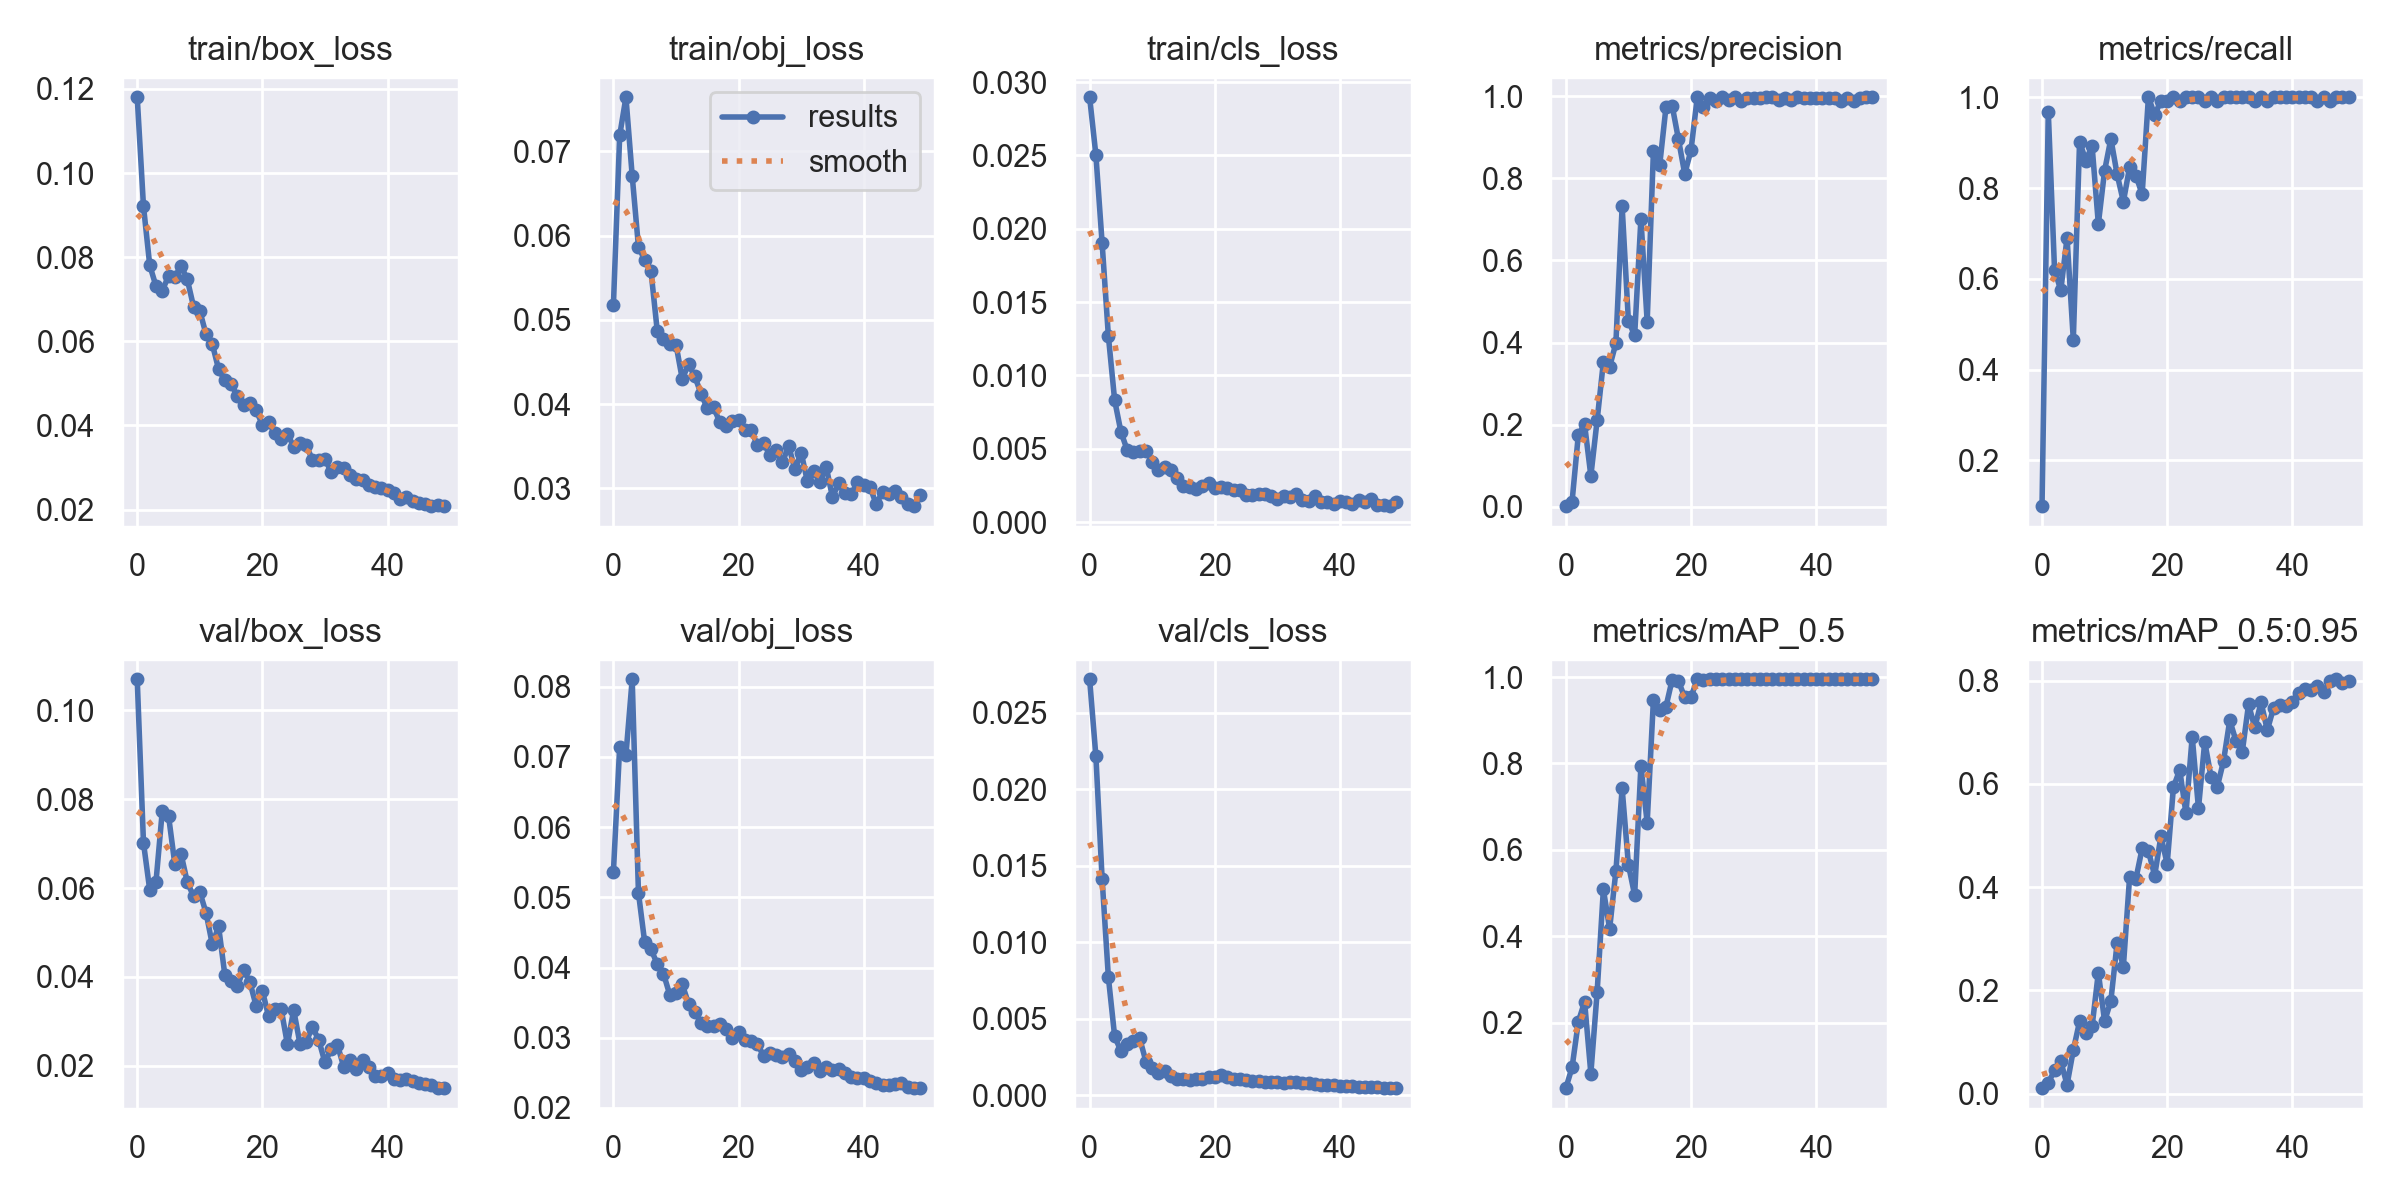 train/box_loss
0.12
0.10
0.08
0.06
0.04
0.02
0 20 40
train/obj_loss
results
smooth
0.07
0.06
0.05
0.04
0.03
0 20 40
train/cls_loss
0.030
0.025
0.020
0.015
0.010
0.005
0.000
0 20 40
metrics/precision
1.0
0.8
0.6
0.4
0.2
0.0
0 20 40
metrics/recall
1.0
0.8
0.6
0.4
0.2
0 20 40
val/box_loss
0.10
0.08
0.06
0.04
0.02
0 20 40
val/obj_loss
0.08
0.07
0.06
0.05
0.04
0.03
0.02
0 20 40
val/cls_loss
0.025
0.020
0.015
0.010
0.005
0.000
0 20 40
metrics/mAP_0.5
1.0
0.8
0.6
0.4
0.2
0 20 40
metrics/mAP_0.5:0.95
0.8
0.6
0.4
0.2
0.0
0 20 40